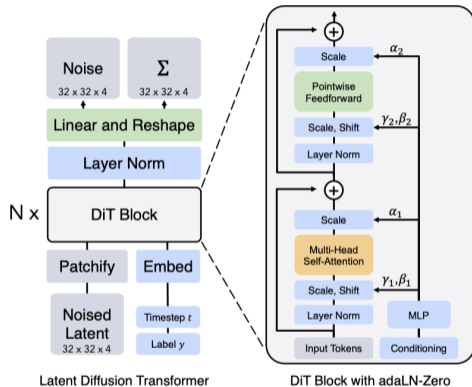 Noise
32 x 32 x 4
Σ
32 x 32 x 4
Linear and Reshape
Layer Norm
N x
DiT Block
Patchify
Embed
Noised
Latent
32 x 32 x 4
Timestep t
Label y
Latent Diffusion Transformer
+
Scale
α2
Pointwise
Feedforward
Scale, Shift
γ2,β2
Layer Norm
+
Scale
α1
Multi-Head
Self-Attention
Scale, Shift
γ1,β1
Layer Norm
MLP
Input Tokens
Conditioning
DiT Block with adaLN-Zero